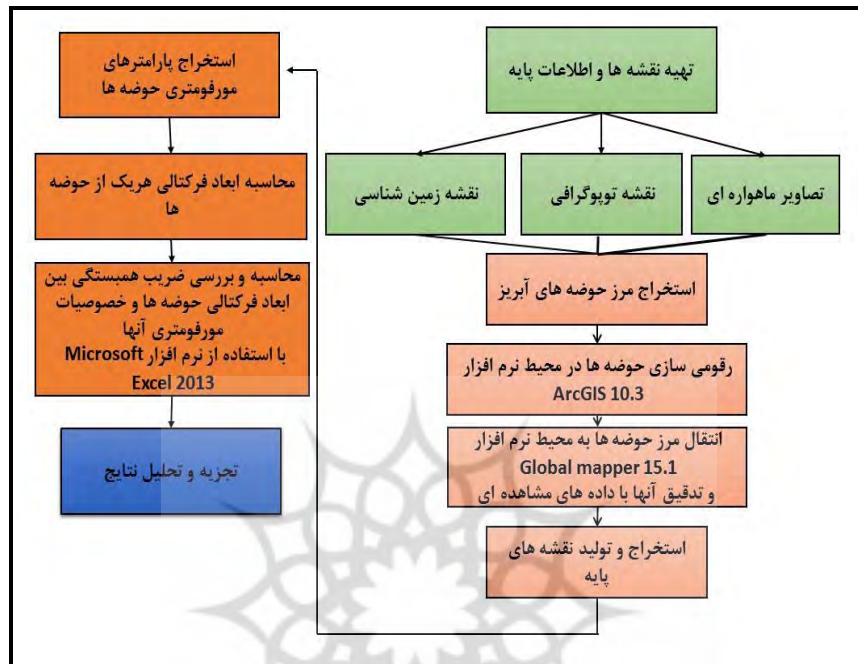 تهیه نقشه ها و اطلاعات پایه
تصاویر ماهواره ای
نقشه توپوگرافی
نقشه زمین شناسی
استخراج مرز حوضه های آبریز
رقومی سازی حوضه ها در محیط نرم افزار
ArcGIS 10.3
انتقال مرز حوضه ها به محیط نرم افزار
Global mapper 15.1
و تدقیق آنها با داده های مشاهده ای
استخراج و تولید نقشه های
پایه
استخراج پارامترهای
مورفومتری حوضه ها
محاسبه ابعاد فرکتالی هریک از حوضه
ها
محاسبه و بررسی ضریب همبستگی بین
ابعاد فرکتالی حوضه ها و خصوصیات
مورفومتری آنها
با استفاده از نرم افزار Microsoft
Excel 2013
تجزیه و تحلیل نتایج